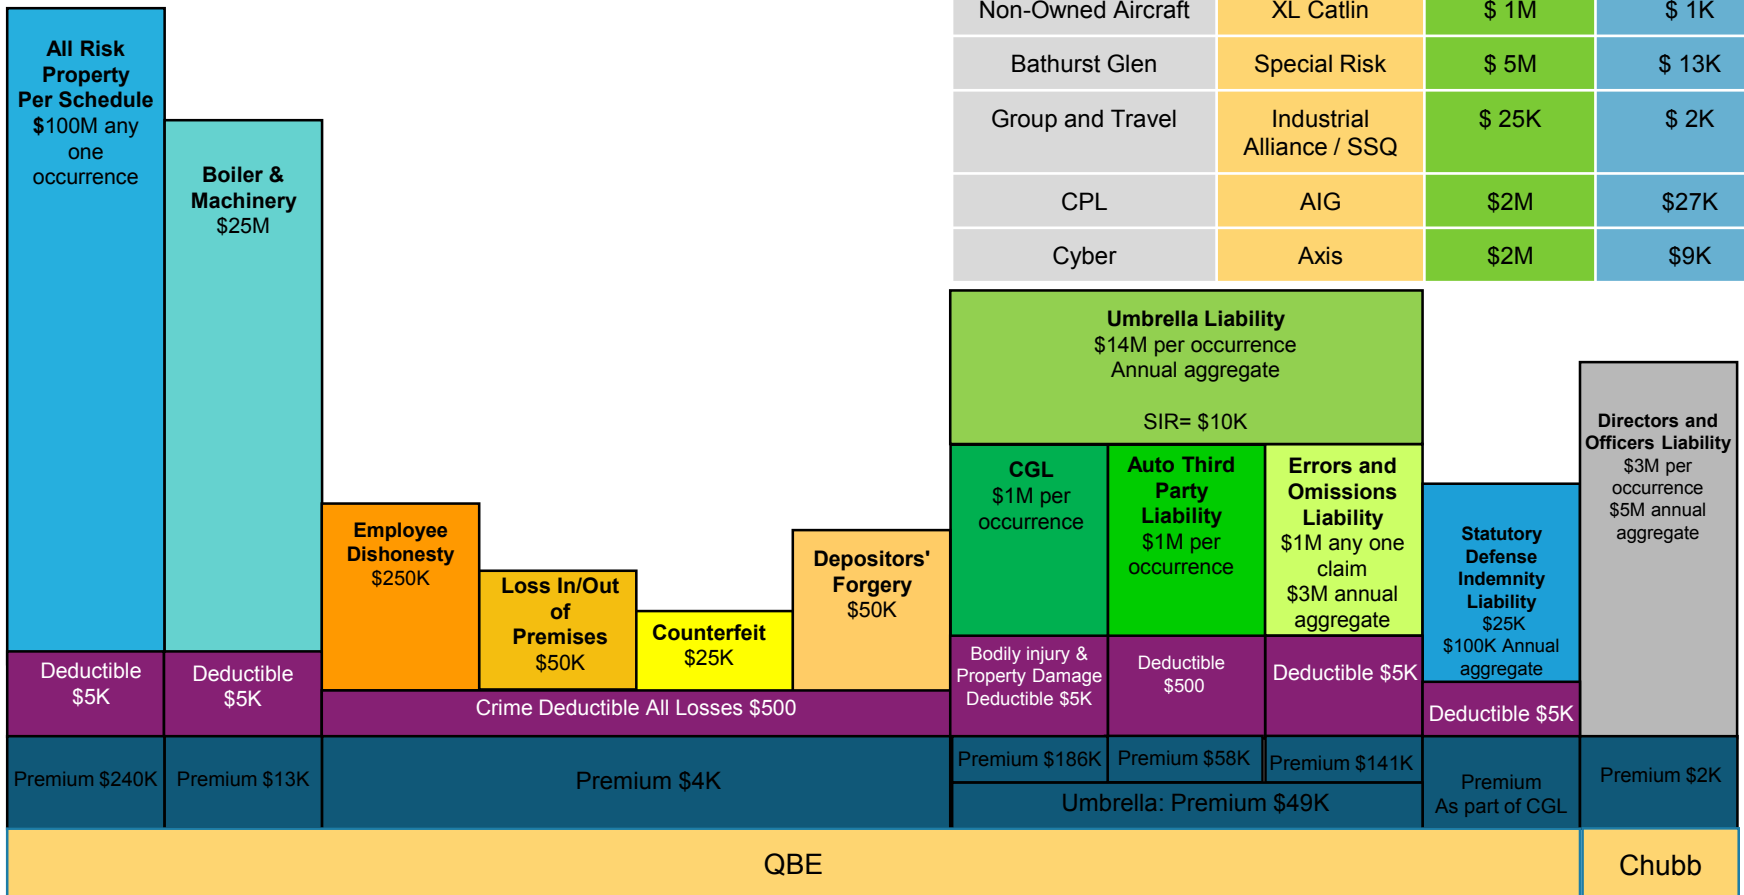 Non-Owned Aircraft XL Catlin $ 1M $ 1K
Bathurst Glen Special Risk $ 5M $ 13K
Group and Travel Industrial $ 25K $ 2K
Alliance / SSQ
CPL AIG $2M $27K
Cyber Axis $2M $9K
All Risk
Property
Per Schedule
$100M any
one
occurrence
Boiler &
Machinery
$25M
Employee
Dishonesty
$250K
Loss In/Out
of
Premises
$50K
Counterfeit
$25K
Depositors'
Forgery
$50K
Umbrella Liability
$14M per occurrence
Annual aggregate
SIR= $10K
CGL
$1M per
occurrence
Auto Third
Party
Liability
$1M per
occurrence
Errors and
Omissions
Liability
$1M any one
claim
$3M annual
aggregate
Statutory
Defense
Indemnity
Liability
$25K
$100K Annual
aggregate
Directors and
Officers Liability
$3M per
occurrence
$5M annual
aggregate
Deductible
$5K
Deductible
$5K
Crime Deductible All Losses $500
Bodily injury &
Property Damage
Deductible $5K
Deductible
$500
Deductible $5K
Deductible $5K
Premium $240K
Premium $13K
Premium $4K
Premium $186K
Premium $58K
Premium $141K
Umbrella: Premium $49K
Premium
As part of CGL
Premium $2K
QBE
Chubb